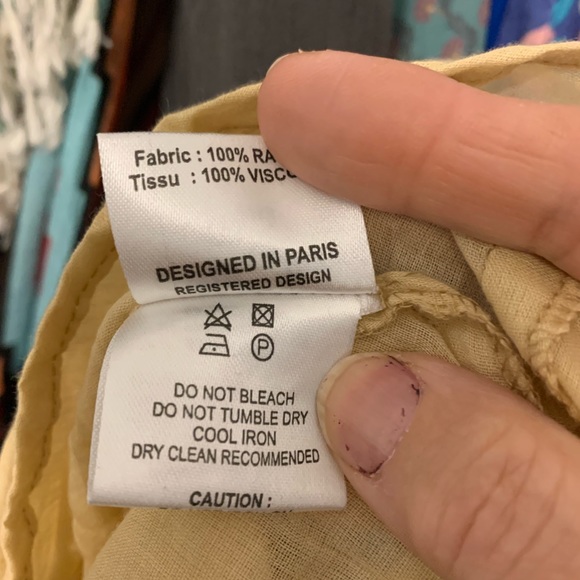 Fabric : 100%
Tissu : 100%
DESIGNED IN PARIS
REGISTERED DESIGN
P
DO NOT BLEACH
DO NOT TUMBLE DRY
COOL IRON
DRY CLEAN RECOMMENDED
CAUTION :